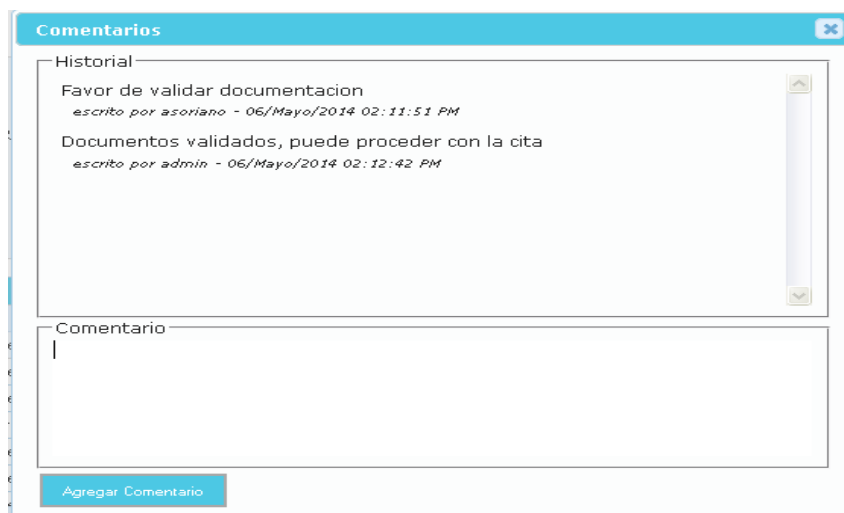 Comentarios
Historial
Favor de validar documentacion
escrito por asoriano - 06/Mayo/2014 02:11:51 PM
Documentos validados, puede proceder con la cita
escrito por admin - 06/Mayo/2014 02:12:42 PM
Comentario
Agregar Comentario